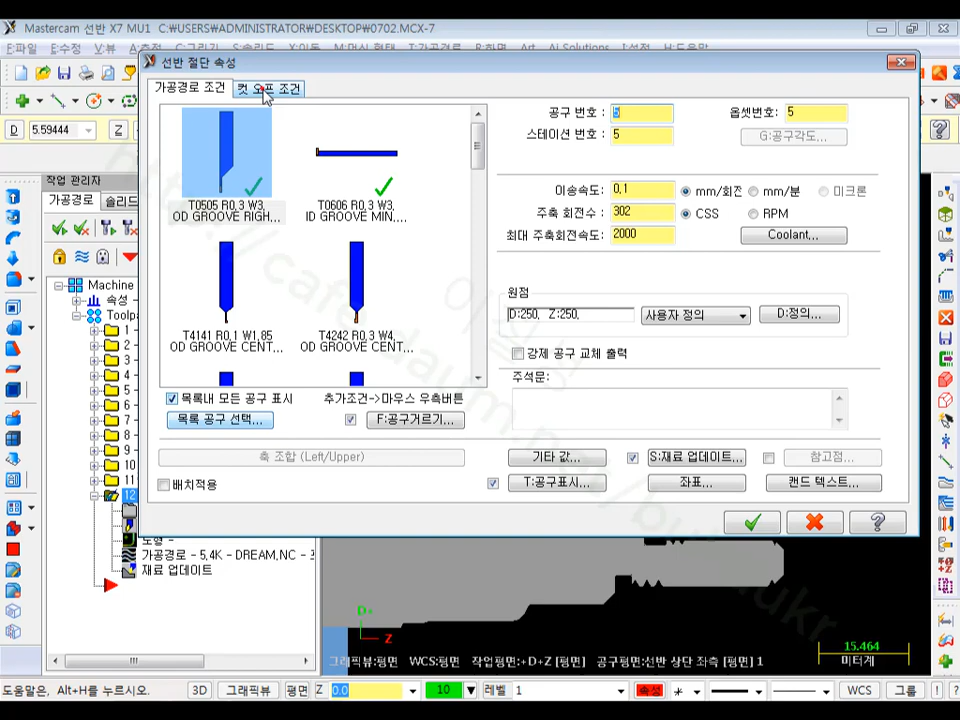 Mastercam 선반 X7 MU1 C:₩USERS₩ADMINISTRATOR₩DESKTOP₩0702.MCX-7
선반 절단 속성
가공경로 조건
컷 오프 조건
D 5.59444 Z
작업 관리자
가공경로 솔리드
Machine
속성
Toolp
1
2
3
4
5
6
7
8
9
10
11
12
도형 -
가공경로 - 5.4K - DREAM.NC -
재료 업데이트
T0505 R0.3 W3.
OD GROOVE RIGH...
T0606 R0.3 W3.
ID GROOVE MIN....
T4141 R0.1 W1.85
OD GROOVE CENT...
T4242 R0.3 W4.
OD GROOVE CENT...
목록내 모든 공구 표시
추가조건->마우스 우측버튼
목록 공구 선택...
F:공구거르기...
축 조합 (Left/Upper)
배치적용
공구 번호: 5
옵셋번호: 5
스테이션 번호: 5
G:공구각도...
이송속도: 0.1 mm/회전 mm/분 미크론
주축 회전수: 302 CSS RPM
최대 주축회전속도: 2000 Coolant...
원점
D:250. Z:250. 사용자 정의 D:정의...
강제 공구 교체 출력
주석문:
기타 값... S:재료 업데이트... 참고점...
T:공구표시... 좌표... 캔드 텍스트...
D+
Z
15.464
미터계
그래픽뷰:평면 WCS:평면 작업평면:+D+Z [평면] 공구평면:선반 상단 좌측 [평면] 1
도움말은, Alt+H를 누르시오. 3D 그래픽뷰 평면 Z 0.0 10 레벨 1 속성 WCS 그룹 ! ?